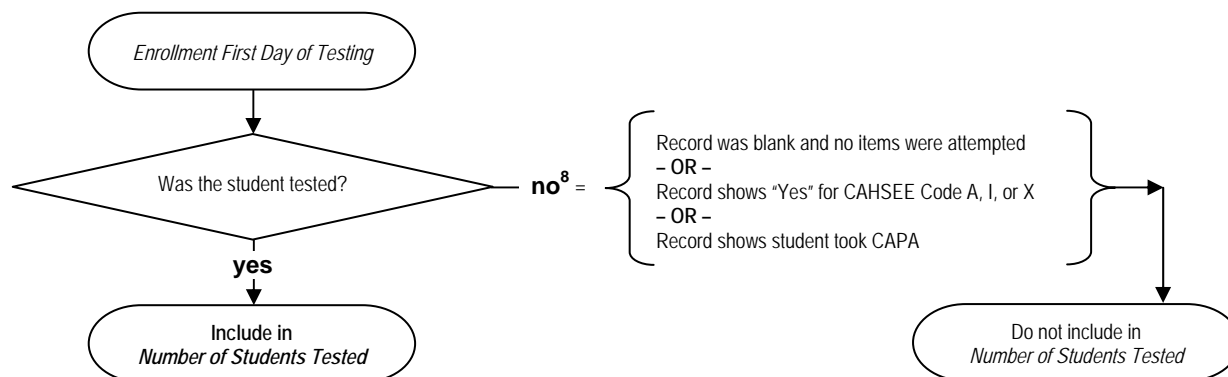 Enrollment First Day of Testing
Was the student tested?
no8 =
Record was blank and no items were attempted
– OR –
Record shows “Yes” for CAHSEE Code A, I, or X
– OR –
Record shows student took CAPA
yes
Include in
Number of Students Tested
Do not include in
Number of Students Tested